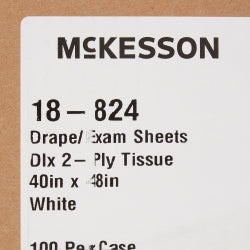 McKESSON
18-824
Drape/Exam Sheets
Dlx 2-Ply Tissue
40in x 48in
White
100 Per Case